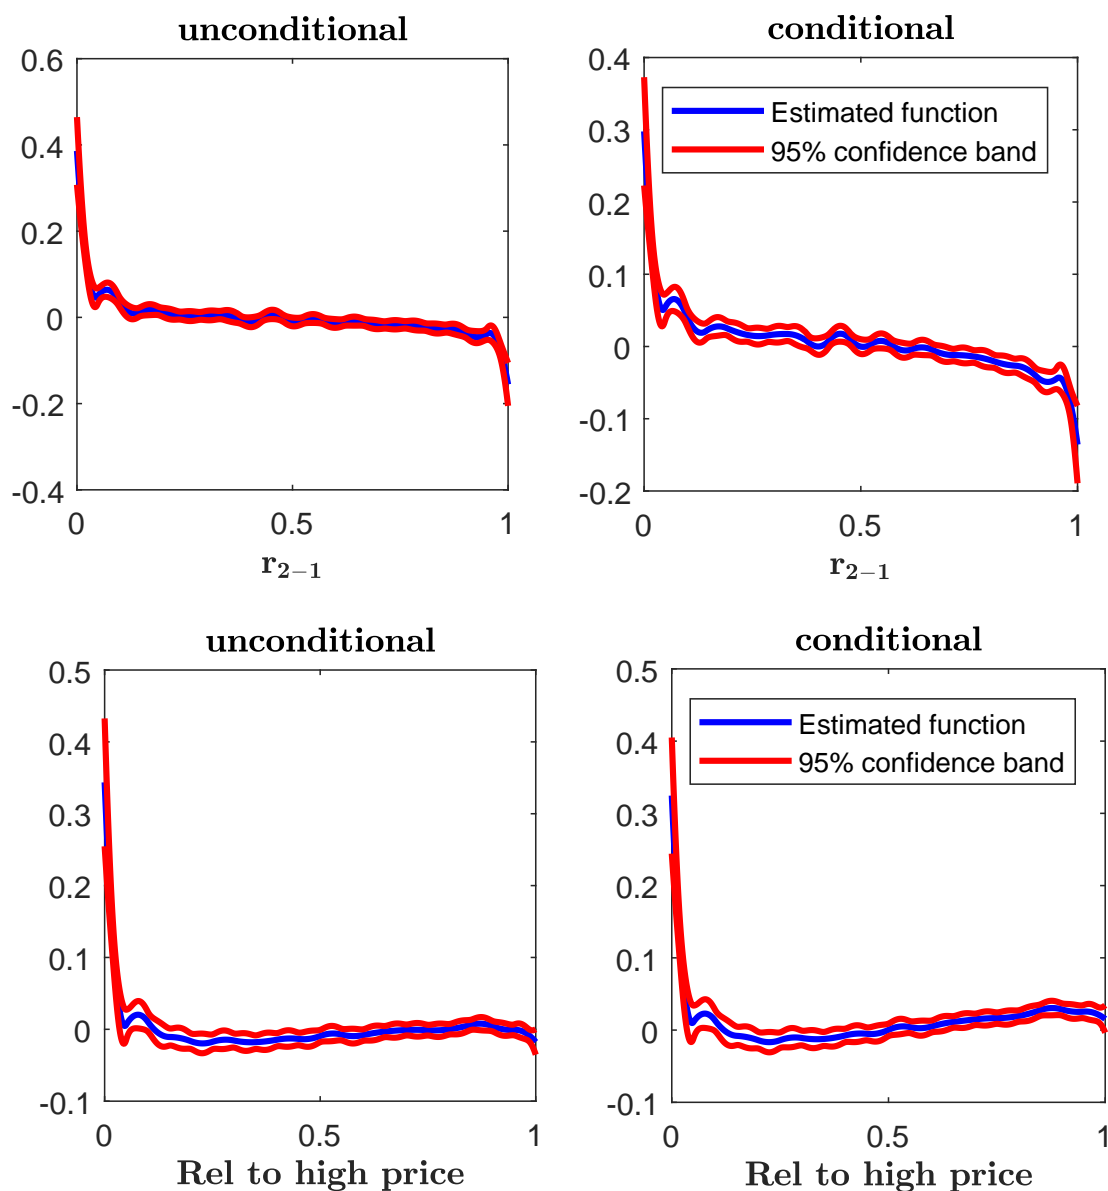 unconditional
0.6
0.4
0.2
0
-0.2
-0.4
0 0.5 1
r2−1
conditional
Estimated function
95% confidence band
0.4
0.3
0.2
0.1
0
-0.1
-0.2
0 0.5 1
r2−1
unconditional
0.5
0.4
0.3
0.2
0.1
0
-0.1
0 0.5 1
Rel to high price
conditional
Estimated function
95% confidence band
0.5
0.4
0.3
0.2
0.1
0
-0.1
0 0.5 1
Rel to high price